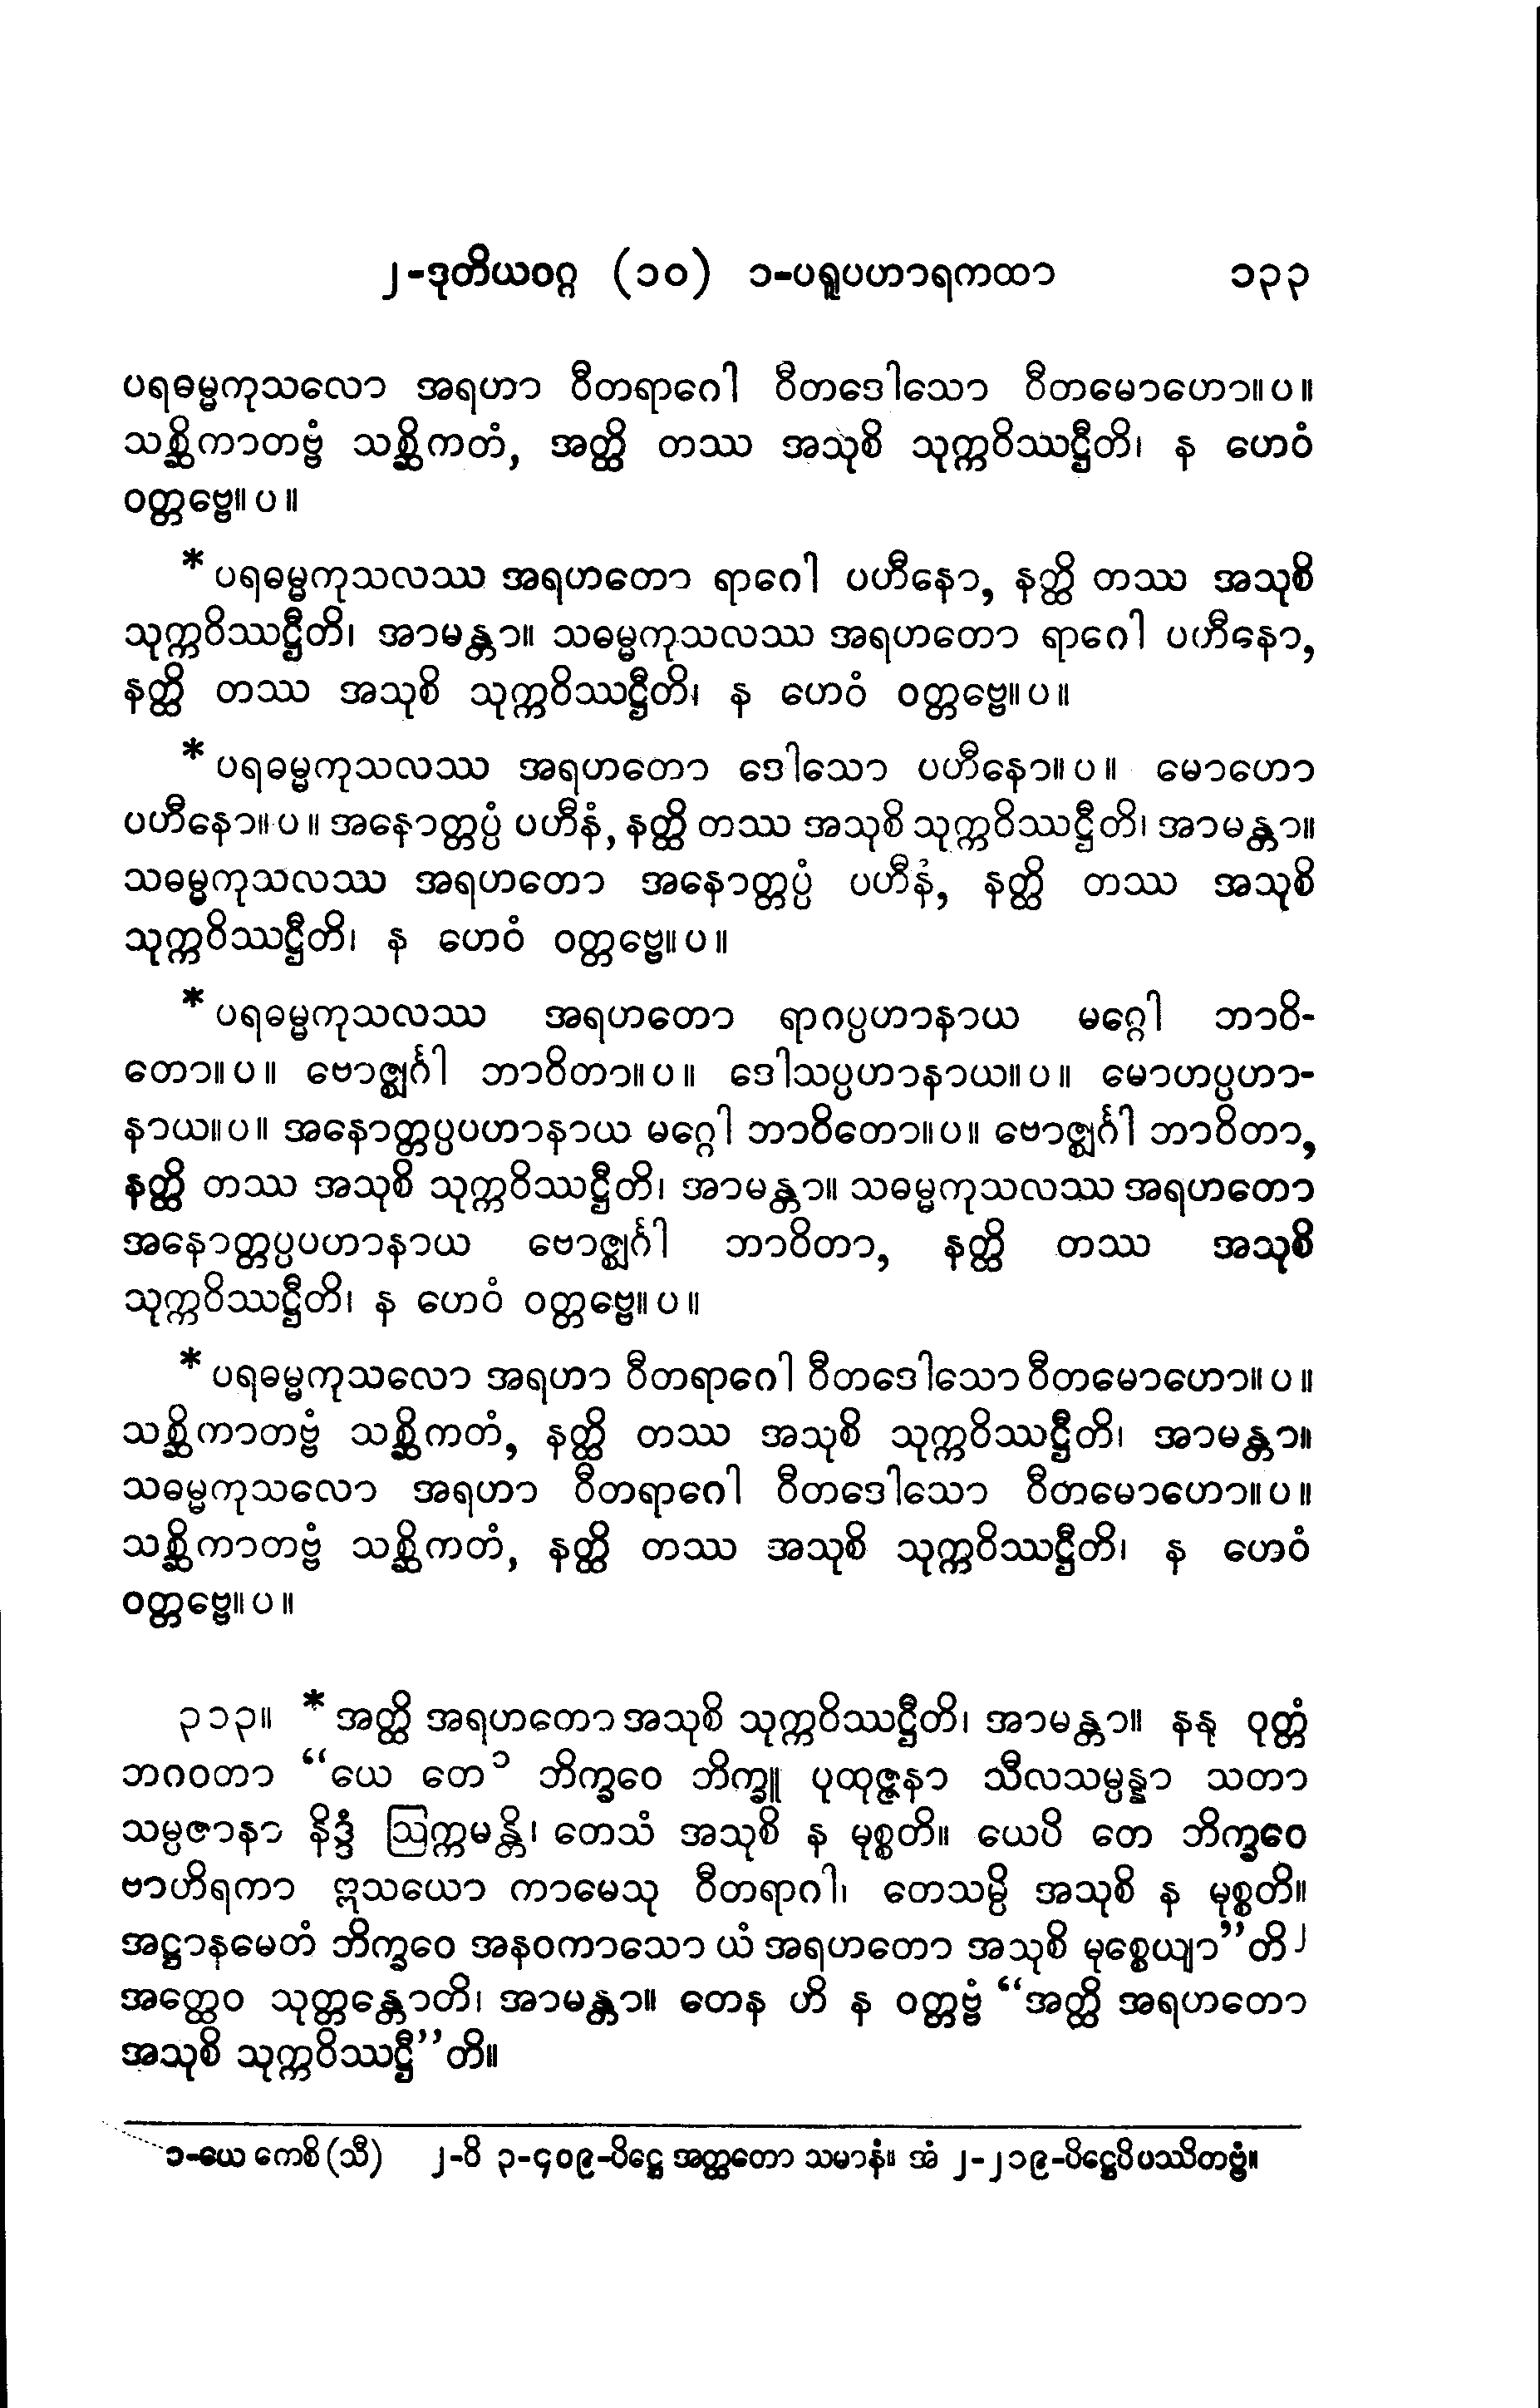 ၂-ဒုတိယဝဂ္ဂ (၁၀) ၁-ပရူပဟာရကထာ ၁၃၃
ပရဓမ္မကုသလော အရဟာ ဝီတရာဂေါ ဝီတဒေါသော ဝီတမောဟော။ပ။
သစ္ဆိကာတဗ္ဗံ သစ္ဆိကတံ, အတ္ထိ တဿ အသုစိ သုက္ကဝိဿဋ္ဌီတိ၊ န ဟေဝံ
ဝတ္တဗ္ဗေ။ပ။
* ပရဓမ္မကုသလဿ အရဟတော ရာဂေါ ပဟီနော, နတ္ထိ တဿ အသုစိ
သုက္ကဝိဿဋ္ဌီတိ၊ အာမန္တာ။ သဓမ္မကုသလဿ အရဟတော ရာဂေါ ပဟီနော,
နတ္ထိ တဿ အသုစိ သုက္ကဝိဿဋ္ဌီတိ၊ န ဟေဝံ ဝတ္တဗ္ဗေ။ပ။
* ပရဓမ္မကုသလဿ အရဟတော ဒေါသော ပဟီနော။ပ။ မောဟော
ပဟီနော။ပ။ အနောတ္တပ္ပံ ပဟီနံ, နတ္ထိ တဿ အသုစိ သုက္ကဝိဿဋ္ဌီတိ၊ အာမန္တာ။
သဓမ္မကုသလဿ အရဟတော အနောတ္တပ္ပံ ပဟီနံ, နတ္ထိ တဿ အသုစိ
သုက္ကဝိဿဋ္ဌီတိ၊ န ဟေဝံ ဝတ္တဗ္ဗေ။ပ။
* ပရဓမ္မကုသလဿ အရဟတော ရာဂပ္ပဟာနာယ မဂ္ဂေါ ဘာဝိ-
တော။ပ။ ဗောဇ္ဈင်္ဂါ ဘာဝိတာ။ပ။ ဒေါသပ္ပဟာနာယ။ပ။ မောဟပ္ပဟာ-
နာယ။ပ။ အနောတ္တပ္ပပဟာနာယ မဂ္ဂေါ ဘာဝိတော။ပ။ ဗောဇ္ဈင်္ဂါ ဘာဝိတာ,
နတ္ထိ တဿ အသုစိ သုက္ကဝိဿဋ္ဌီတိ၊ အာမန္တာ။ သဓမ္မကုသလဿ အရဟတော
အနောတ္တပ္ပပဟာနာယ ဗောဇ္ဈင်္ဂါ ဘာဝိတာ, နတ္ထိ တဿ အသုစိ
သုက္ကဝိဿဋ္ဌီတိ၊ န ဟေဝံ ဝတ္တဗ္ဗေ။ပ။
* ပရဓမ္မကုသလော အရဟာ ဝီတရာဂေါ ဝီတဒေါသော ဝီတမောဟော။ပ။
သစ္ဆိကာတဗ္ဗံ သစ္ဆိကတံ, နတ္ထိ တဿ အသုစိ သုက္ကဝိဿဋ္ဌီတိ၊ အာမန္တာ။
သဓမ္မကုသလော အရဟာ ဝီတရာဂေါ ဝီတဒေါသော ဝီတမောဟော။ပ။
သစ္ဆိကာတဗ္ဗံ သစ္ဆိကတံ, နတ္ထိ တဿ အသုစိ သုက္ကဝိဿဋ္ဌီတိ၊ န ဟေဝံ
ဝတ္တဗ္ဗေ။ပ။
၃၁၃။ * အတ္ထိ အရဟတော အသုစိ သုက္ကဝိဿဋ္ဌီတိ၊ အာမန္တာ။ နနု ဝုတ္တံ
ဘဂဝတာ “ယေ တေ ၁ ဘိက္ခဝေ ဘိက္ခူ ပုထုဇ္ဇနာ သီလသမ္ပန္နာ သတာ
သမ္ပဇာနာ နိဒ္ဒံ ဩက္ကမန္တိ၊ တေသံ အသုစိ န မုစ္စတိ။ ယေပိ တေ ဘိက္ခဝေ
ဗာဟိရကာ ဣသယော ကာမေသု ဝီတရာဂါ၊ တေသမ္ပိ အသုစိ န မုစ္စတိ။
အဋ္ဌာနမေတံ ဘိက္ခဝေ အနဝကာသော ယံ အရဟတော အသုစိ မုစ္စေယျာ”တိ ၂
အတ္ထေဝ သုတ္တန္တောတိ၊ အာမန္တာ။ တေန ဟိ န ဝတ္တဗ္ဗံ “အတ္ထိ အရဟတော
အသုစိ သုက္ကဝိဿဋ္ဌီ”တိ။
၁-ယေ ကေစိ (သီ) ၂-ဝိ ၃-၄၀၉-ပိဋ္ဌေ အတ္ထတော သမာနံ။ အံ ၂-၂၁၉-ပိဋ္ဌေပိ ပဿိတဗ္ဗံ။